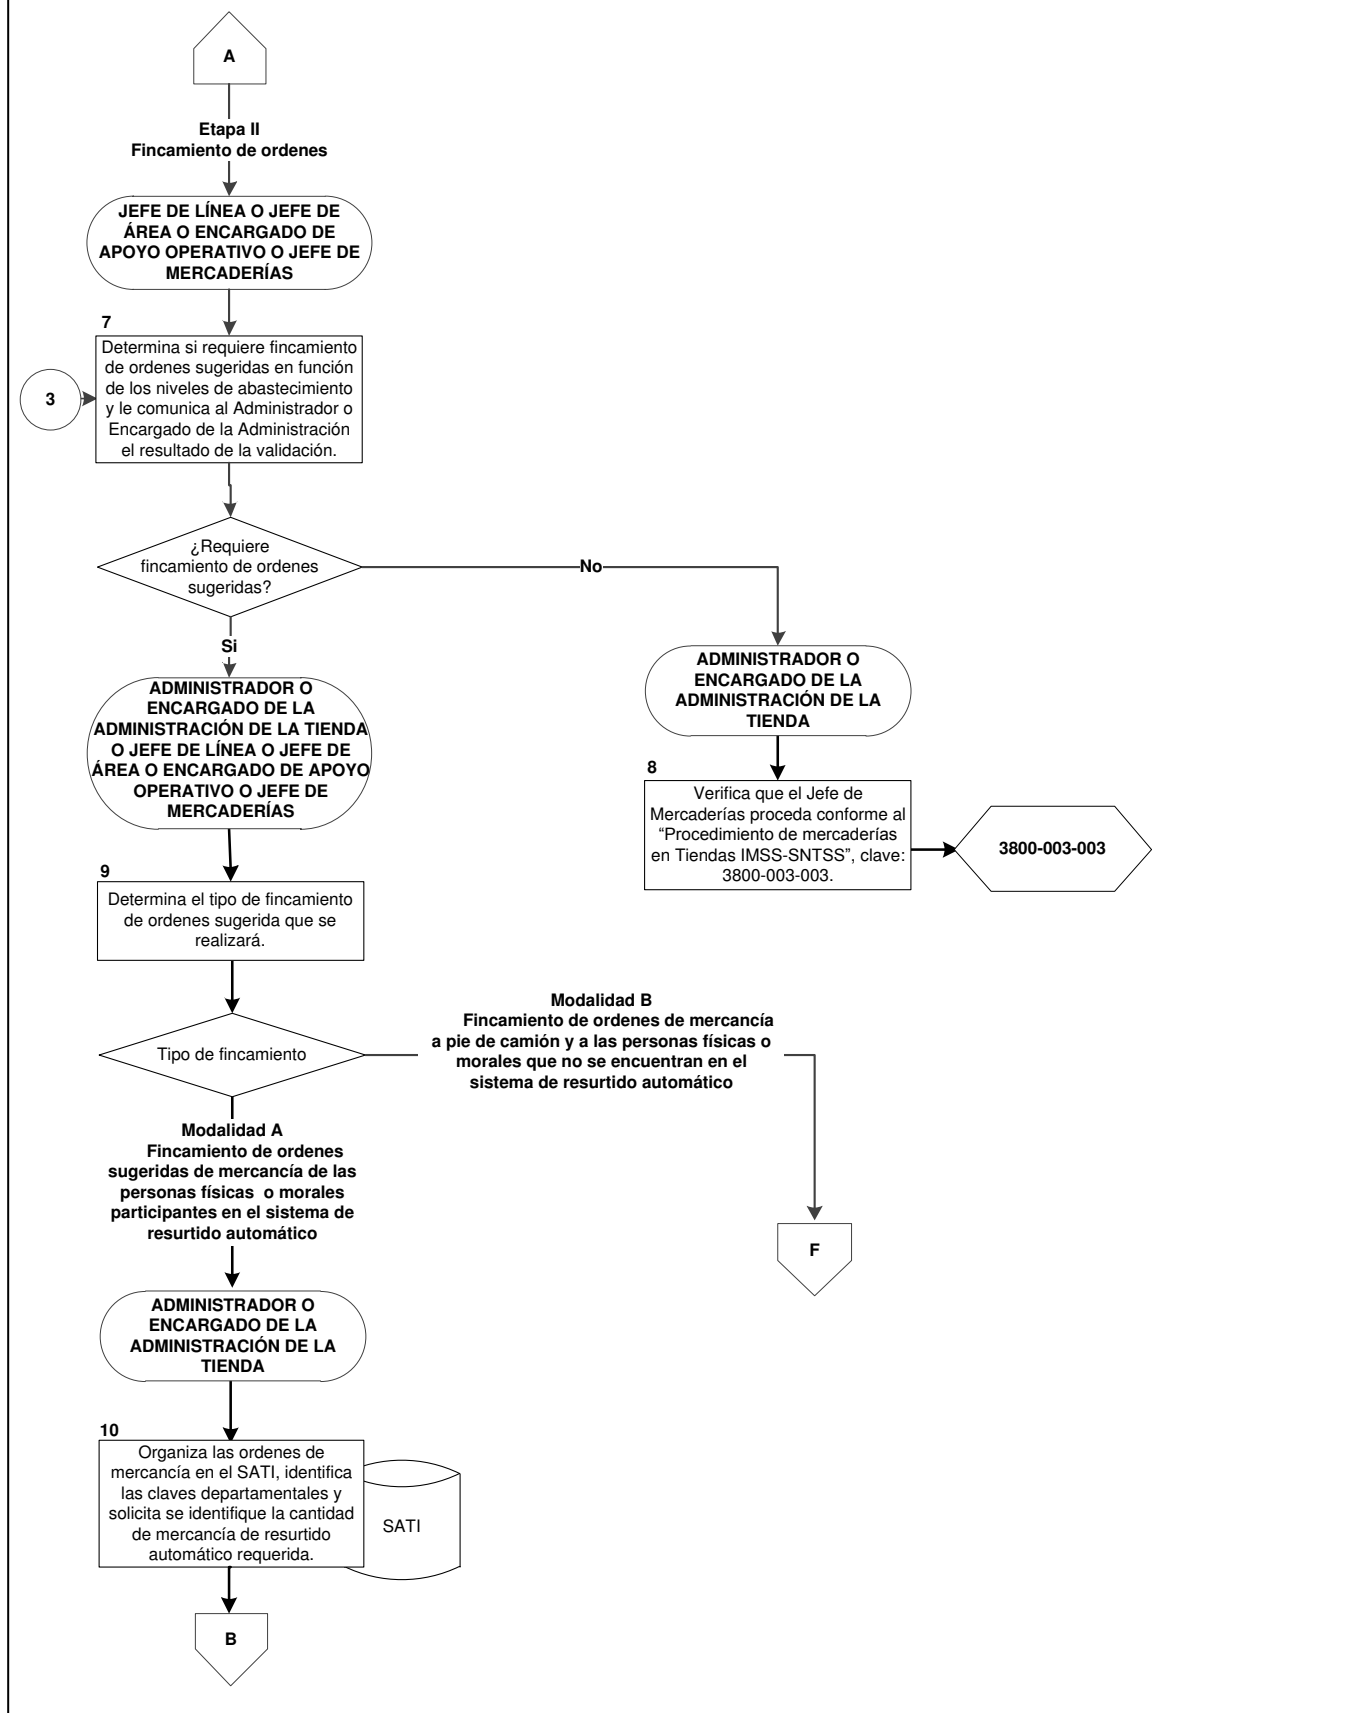 A
Etapa II
Fincamiento de ordenes
JEFE DE LÍNEA O JEFE DE
ÁREA O ENCARGADO DE
APOYO OPERATIVO O JEFE DE
MERCADERÍAS
7
Determina si requiere fincamiento
de ordenes sugeridas en función
de los niveles de abastecimiento
y le comunica al Administrador o
Encargado de la Administración
el resultado de la validación.
3
¿Requiere
fincamiento de ordenes
sugeridas?
No
Si
ADMINISTRADOR O
ENCARGADO DE LA
ADMINISTRACIÓN DE LA
TIENDA
8
Verifica que el Jefe de
Mercaderías proceda conforme al
“Procedimiento de mercaderías
en Tiendas IMSS-SNTSS”, clave:
3800-003-003.
3800-003-003
ADMINISTRADOR O
ENCARGADO DE LA
ADMINISTRACIÓN DE LA TIENDA
O JEFE DE LÍNEA O JEFE DE
ÁREA O ENCARGADO DE APOYO
OPERATIVO O JEFE DE
MERCADERÍAS
9
Determina el tipo de fincamiento
de ordenes sugerida que se
realizará.
Tipo de fincamiento
Modalidad B
Fincamiento de ordenes de mercancía
a pie de camión y a las personas físicas o
morales que no se encuentran en el
sistema de resurtido automático
F
Modalidad A
Fincamiento de ordenes
sugeridas de mercancía de las
personas físicas o morales
participantes en el sistema de
resurtido automático
ADMINISTRADOR O
ENCARGADO DE LA
ADMINISTRACIÓN DE LA
TIENDA
10
Organiza las ordenes de
mercancía en el SATI, identifica
las claves departamentales y
solicita se identifique la cantidad
de mercancía de resurtido
automático requerida.
SATI
B